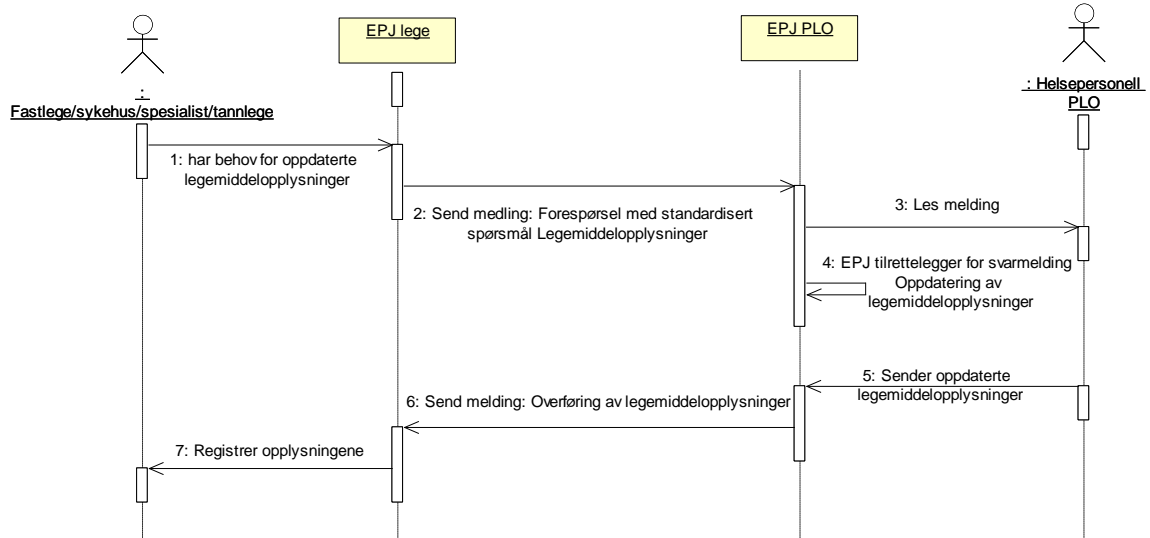 EPJ lege
EPJ PLO
:
Fastlege/sykehus/spesialist/tannlege
: Helsepersonell
PLO
1: har behov for oppdaterte
legemiddelopplysninger
2: Send medling: Forespørsel med standardisert
spørsmål Legemiddelopplysninger
3: Les melding
4: EPJ tilrettelegger for svarmelding
Oppdatering av
legemiddelopplysninger
5: Sender oppdaterte
legemiddelopplysninger
6: Send melding: Overføring av legemiddelopplysninger
7: Registrer opplysningene